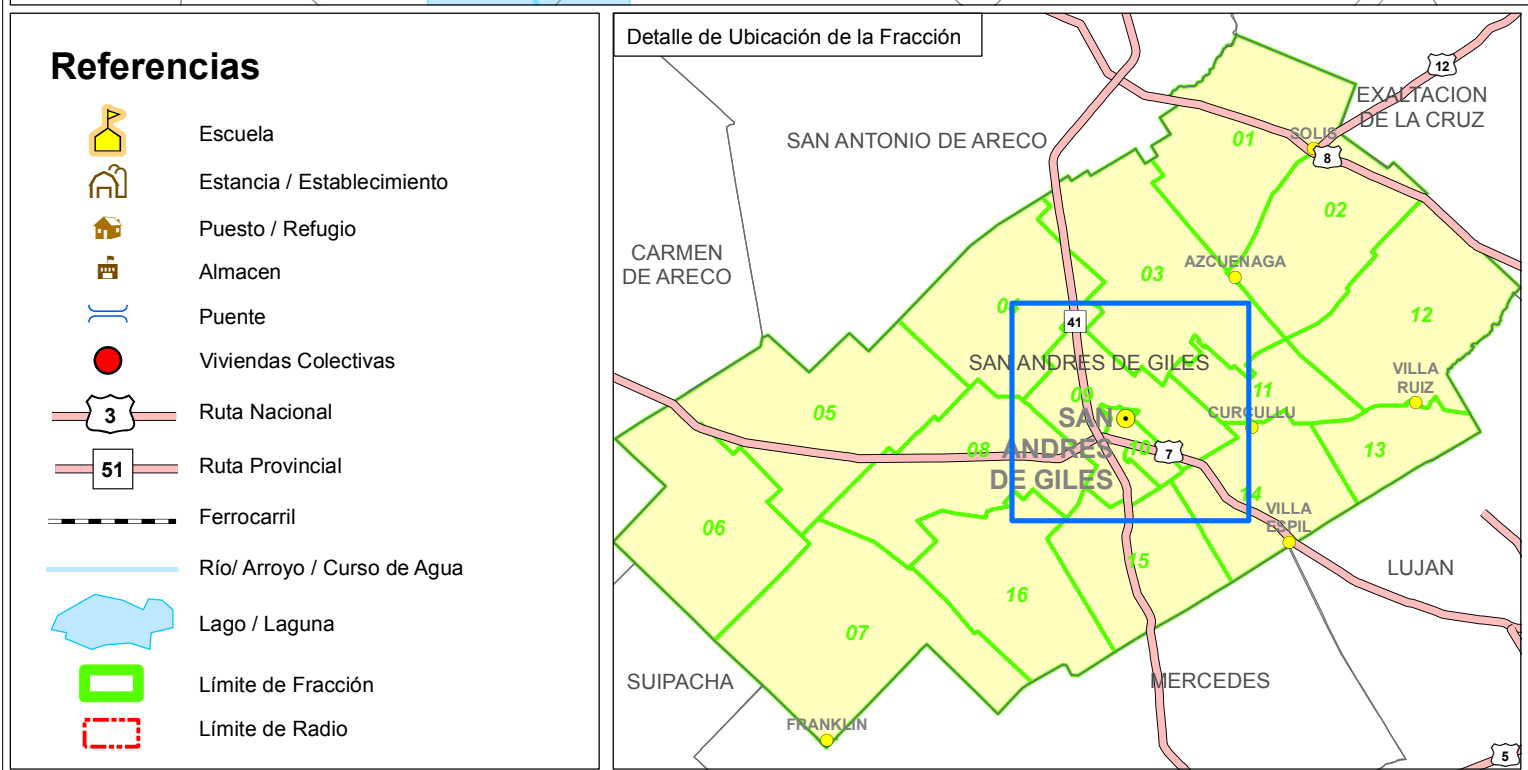 Referencias
Escuela
Estancia / Establecimiento
Puesto / Refugio
Almacen
Puente
Viviendas Colectivas
3
Ruta Nacional
51
Ruta Provincial
Ferrocarril
Río/ Arroyo / Curso de Agua
Lago / Laguna
Límite de Fracción
Límite de Radio
Detalle de Ubicación de la Fracción
12
EXALTACION
DE LA CRUZ
SAN ANTONIO DE ARECO
01
SOLIS
8
02
CARMEN
DE ARECO
AZCUENAGA
03
04
41
12
SAN ANDRES DE GILES
VILLA
RUIZ
11
09
05
CURCULLU
SAN
ANDRES
DE GILES
08
10
7
13
14
VILLA
ESPIL
06
15
LUJAN
16
07
SUIPACHA
MERCEDES
FRANKLIN
5